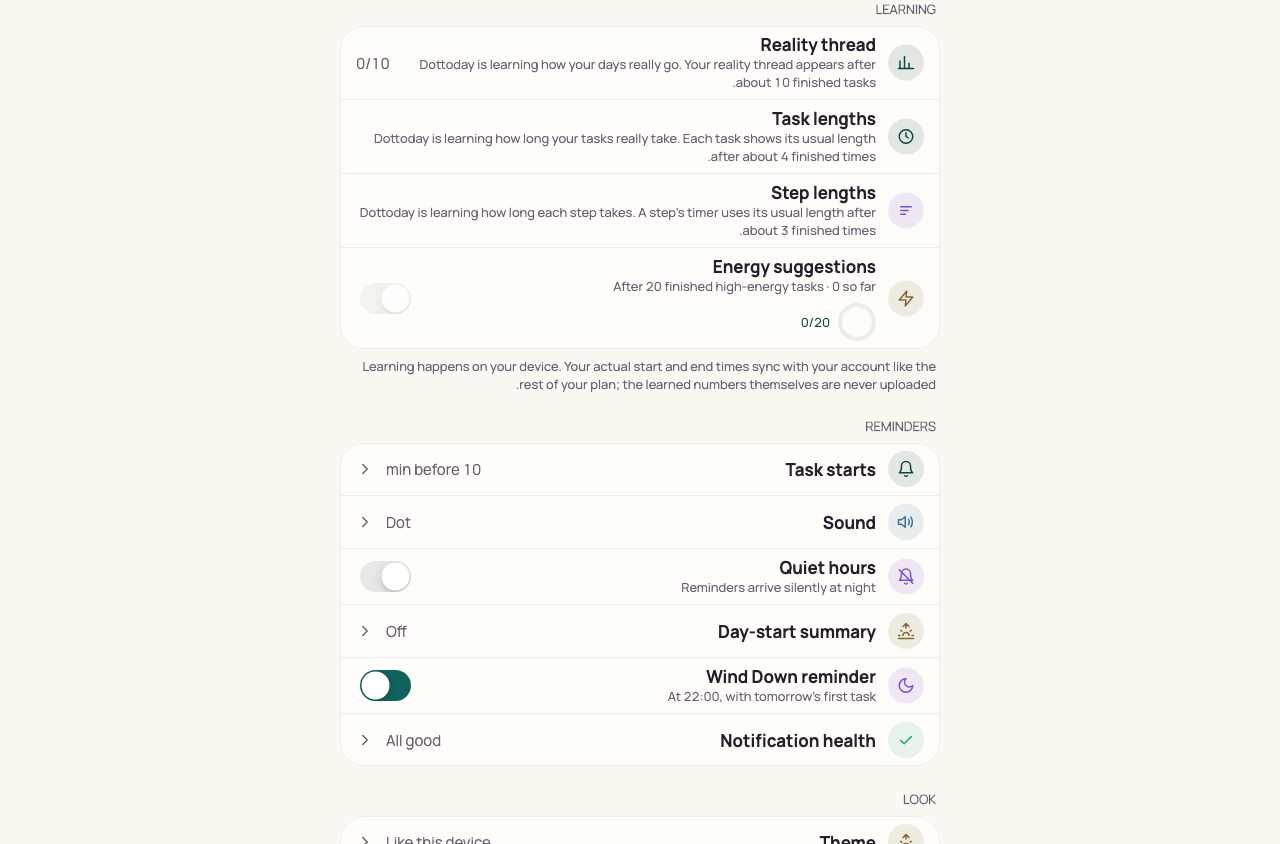 LEARNING
Reality thread
Dottoday is learning how your days really go. Your reality thread appears after
.about 10 finished tasks
0/10
Task lengths
Dottoday is learning how long your tasks really take. Each task shows its usual length
.after about 4 finished times
Step lengths
Dottoday is learning how long each step takes. A step's timer uses its usual length after
.about 3 finished times
Energy suggestions
After 20 finished high-energy tasks · 0 so far
0/20
Learning happens on your device. Your actual start and end times sync with your account like the
.rest of your plan; the learned numbers themselves are never uploaded
REMINDERS
Task starts
min before 10
Sound
Dot
Quiet hours
Reminders arrive silently at night
Day-start summary
Off
Wind Down reminder
At 22:00, with tomorrow's first task
Notification health
All good
LOOK
Theme
Like this device